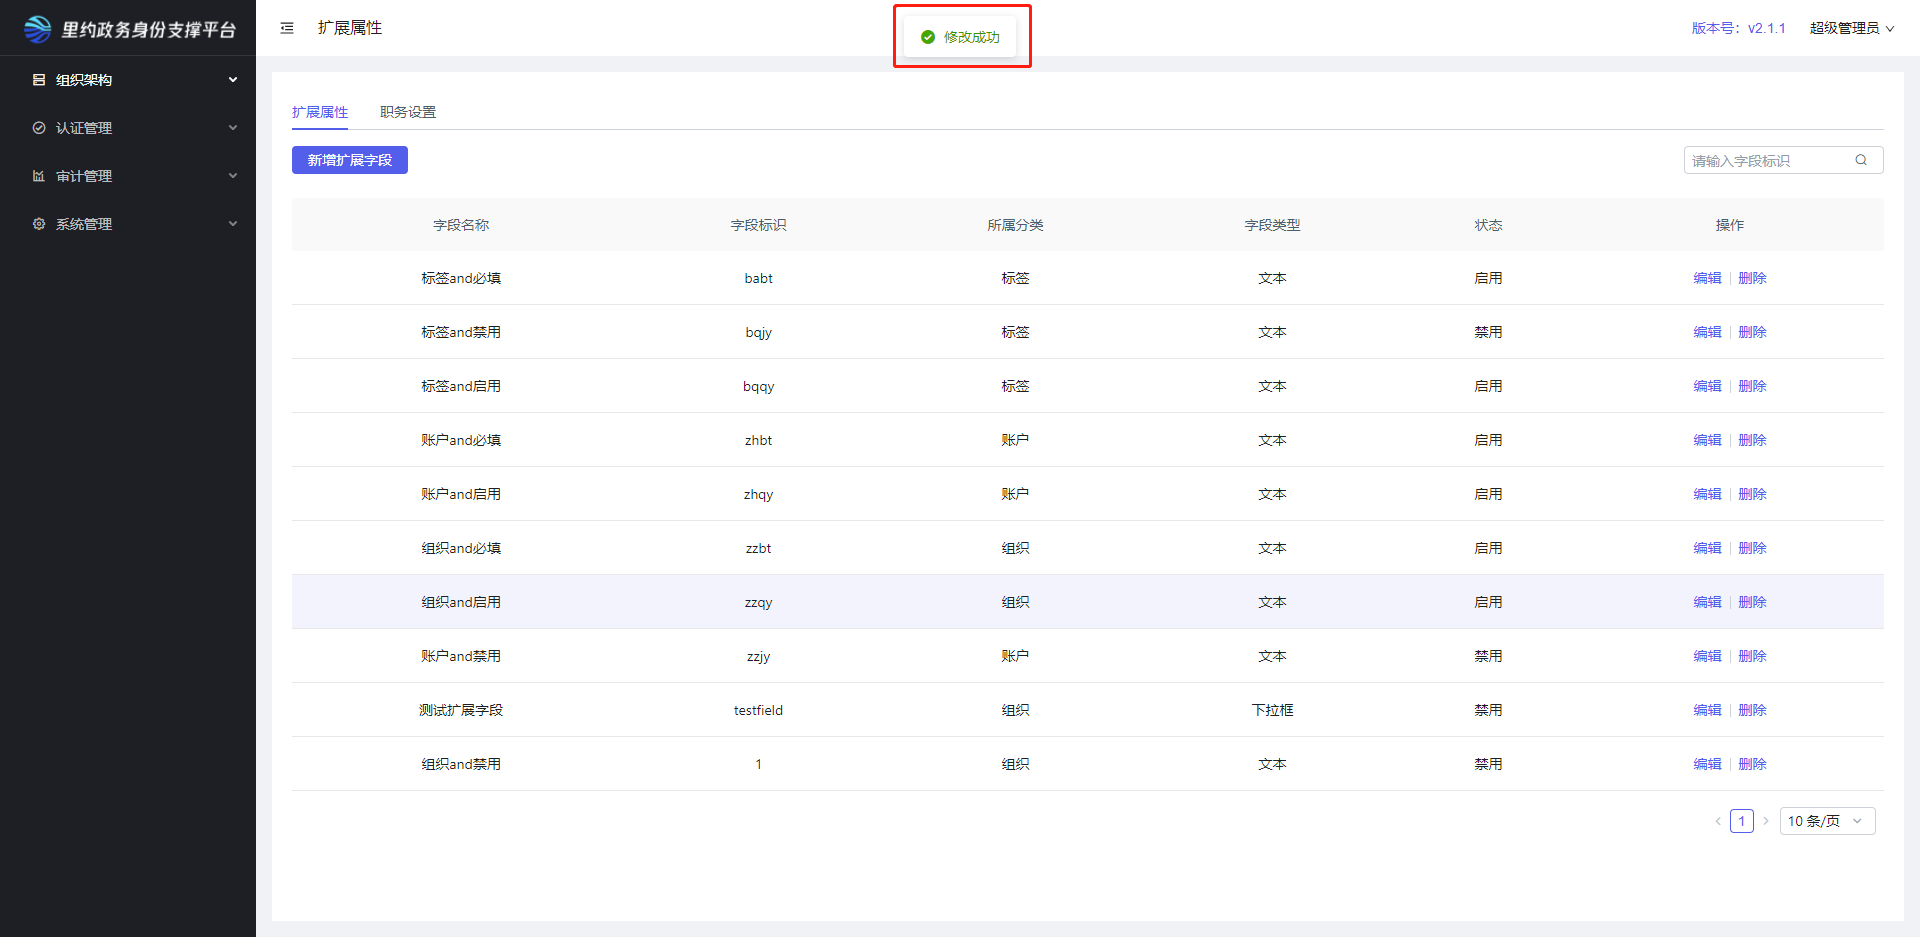 里约政务身份支撑平台
扩展属性
修改成功
版本号：v2.1.1
超级管理员
组织架构
认证管理
审计管理
系统管理
扩展属性 职务设置
新增扩展字段
请输入字段标识
字段名称 字段标识 所属分类 字段类型 状态 操作
标签and必填 babt 标签 文本 启用 编辑 删除
标签and禁用 bqjy 标签 文本 禁用 编辑 删除
标签and启用 bqqy 标签 文本 启用 编辑 删除
账户and必填 zhbt 账户 文本 启用 编辑 删除
账户and启用 zhqy 账户 文本 启用 编辑 删除
组织and必填 zzbt 组织 文本 启用 编辑 删除
组织and启用 zzqy 组织 文本 启用 编辑 删除
账户and禁用 zzjy 账户 文本 禁用 编辑 删除
测试扩展字段 testfield 组织 下拉框 禁用 编辑 删除
组织and禁用 1 组织 文本 禁用 编辑 删除
1 10 条/页